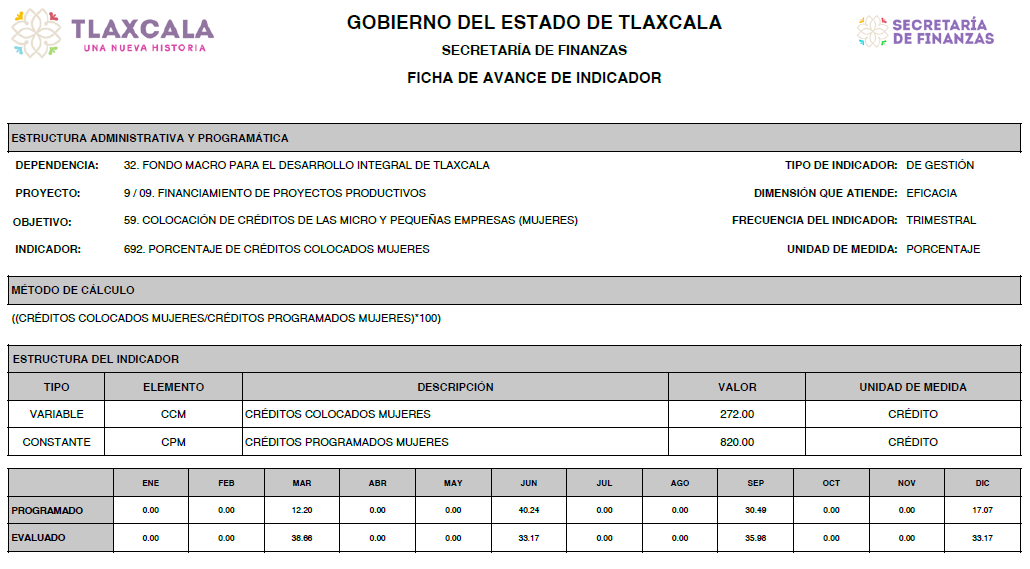 TLAXCALA
UNA NUEVA HISTORIA
GOBIERNO DEL ESTADO DE TLAXCALA
SECRETARÍA DE FINANZAS
FICHA DE AVANCE DE INDICADOR
SECRETARÍA
DE FINANZAS
ESTRUCTURA ADMINISTRATIVA Y PROGRAMÁTICA
DEPENDENCIA: 32. FONDO MACRO PARA EL DESARROLLO INTEGRAL DE TLAXCALA TIPO DE INDICADOR: DE GESTIÓN
PROYECTO: 9 / 09. FINANCIAMIENTO DE PROYECTOS PRODUCTIVOS DIMENSIÓN QUE ATIENDE: EFICACIA
OBJETIVO: 59. COLOCACIÓN DE CRÉDITOS DE LAS MICRO Y PEQUEÑAS EMPRESAS (MUJERES) FRECUENCIA DEL INDICADOR: TRIMESTRAL
INDICADOR: 692. PORCENTAJE DE CRÉDITOS COLOCADOS MUJERES UNIDAD DE MEDIDA: PORCENTAJE
MÉTODO DE CÁLCULO
((CRÉDITOS COLOCADOS MUJERES/CRÉDITOS PROGRAMADOS MUJERES)*100)
ESTRUCTURA DEL INDICADOR
TIPO ELEMENTO DESCRIPCIÓN VALOR UNIDAD DE MEDIDA
VARIABLE CCM CRÉDITOS COLOCADOS MUJERES 272.00 CRÉDITO
CONSTANTE CPM CRÉDITOS PROGRAMADOS MUJERES 820.00 CRÉDITO
ENE FEB MAR ABR MAY JUN JUL AGO SEP OCT NOV DIC
PROGRAMADO 0.00 0.00 12.20 0.00 0.00 40.24 0.00 0.00 30.49 0.00 0.00 17.07
EVALUADO 0.00 0.00 38.66 0.00 0.00 33.17 0.00 0.00 35.98 0.00 0.00 33.17